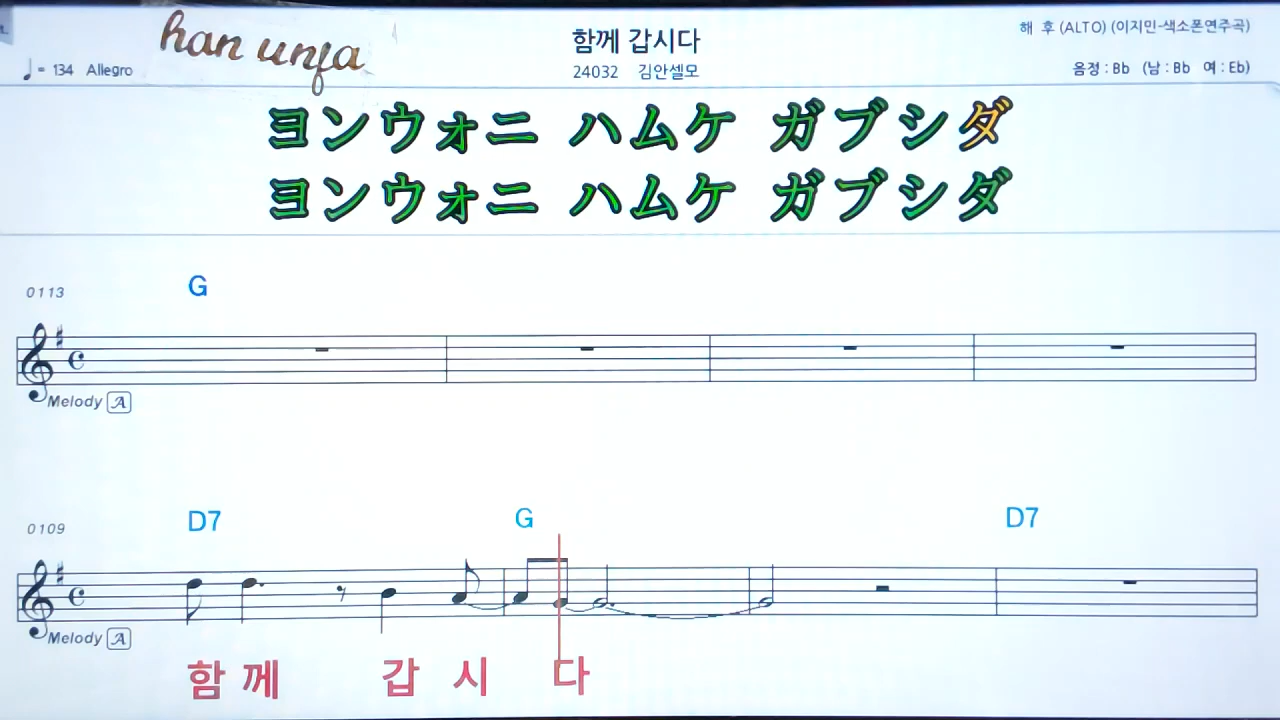 han unfa
함께 갑시다
해 후 (ALTO) (이지민-색소폰연주곡)
♩= 134 Allegro
24032 김안셀모
음정 : Bb (남 : Bb 여 : Eb)
ヨンウォニ ハムケ ガブシダ
ヨンウォニ ハムケ ガブシダ
0113 G
Melody A
0109 D7 G D7
Melody A
함 께 갑 시 다